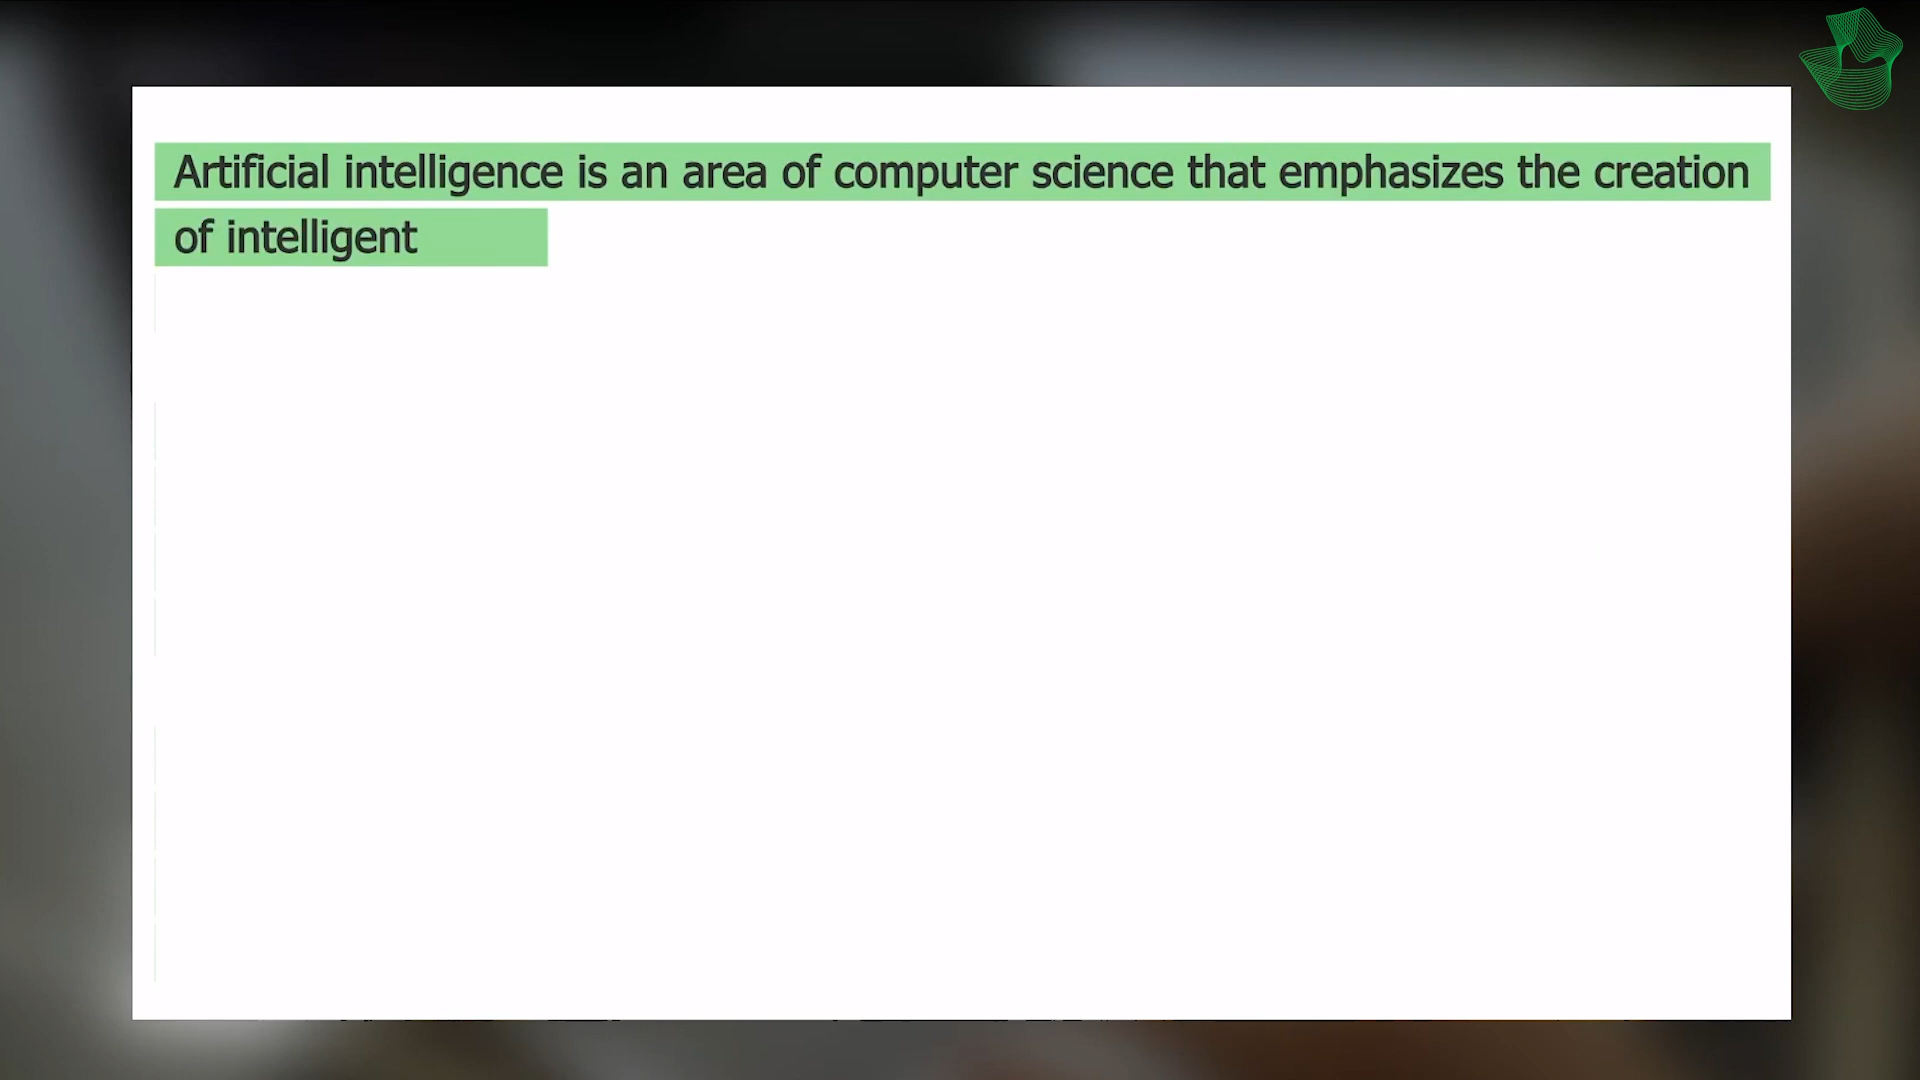 Artificial intelligence is an area of computer science that emphasizes the creation
of intelligent